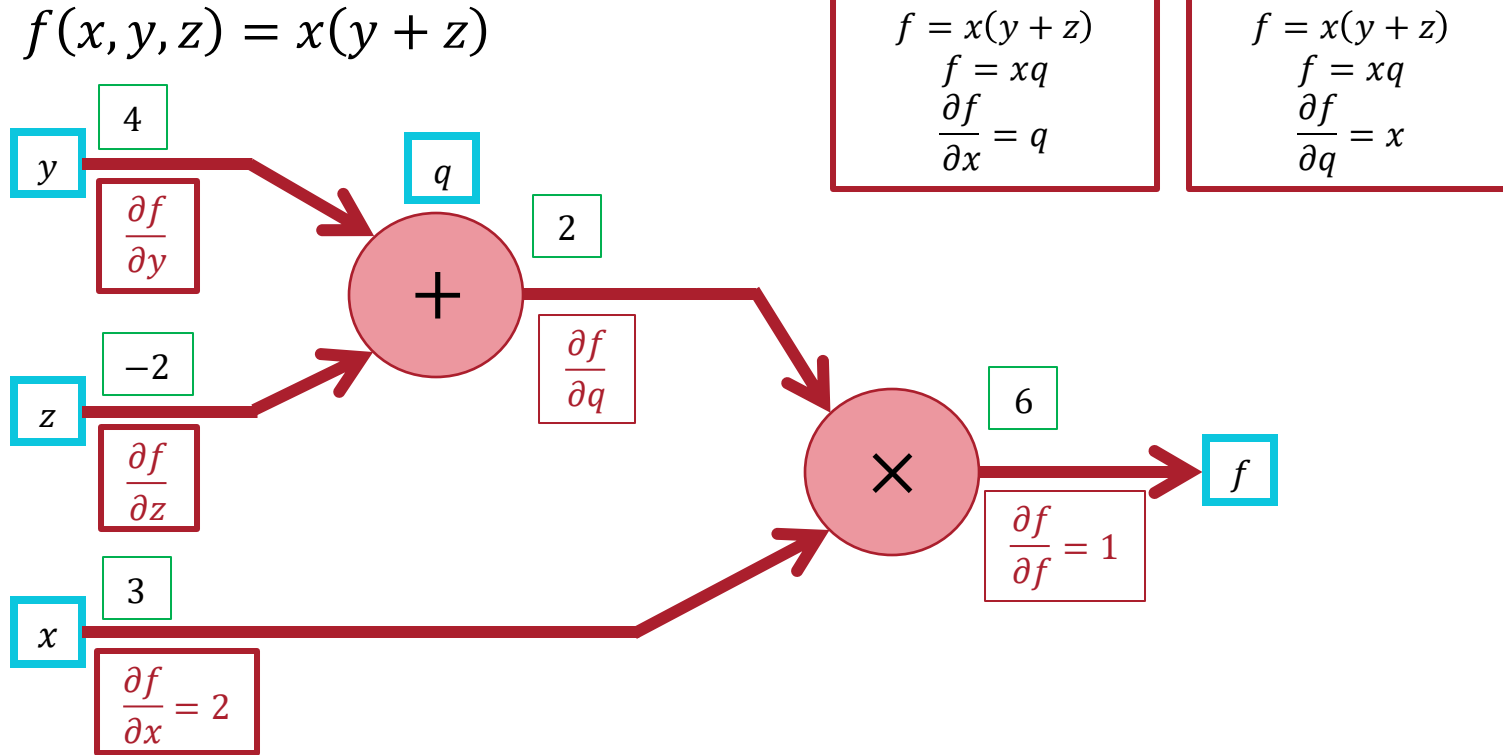 f(x, y, z) = x(y + z)
f = x(y + z)
f = xq
∂f/∂x = q
f = x(y + z)
f = xq
∂f/∂q = x
4
y
∂f/∂y
q
+
2
∂f/∂q
−2
z
∂f/∂z
×
6
f
∂f/∂f = 1
3
x
∂f/∂x = 2